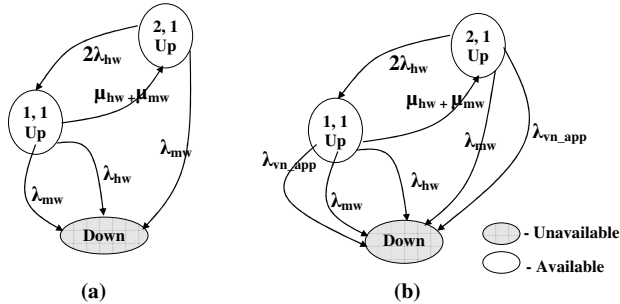 2, 1
Up
2λhw
μhw + μmw
1, 1
Up
λmw
λhw
λmw
Down
(a)
2, 1
Up
2λhw
μhw + μmw
1, 1
Up
λvn_app
λmw
λvn_app
λhw
λmw
Down
- Unavailable
- Available
(b)